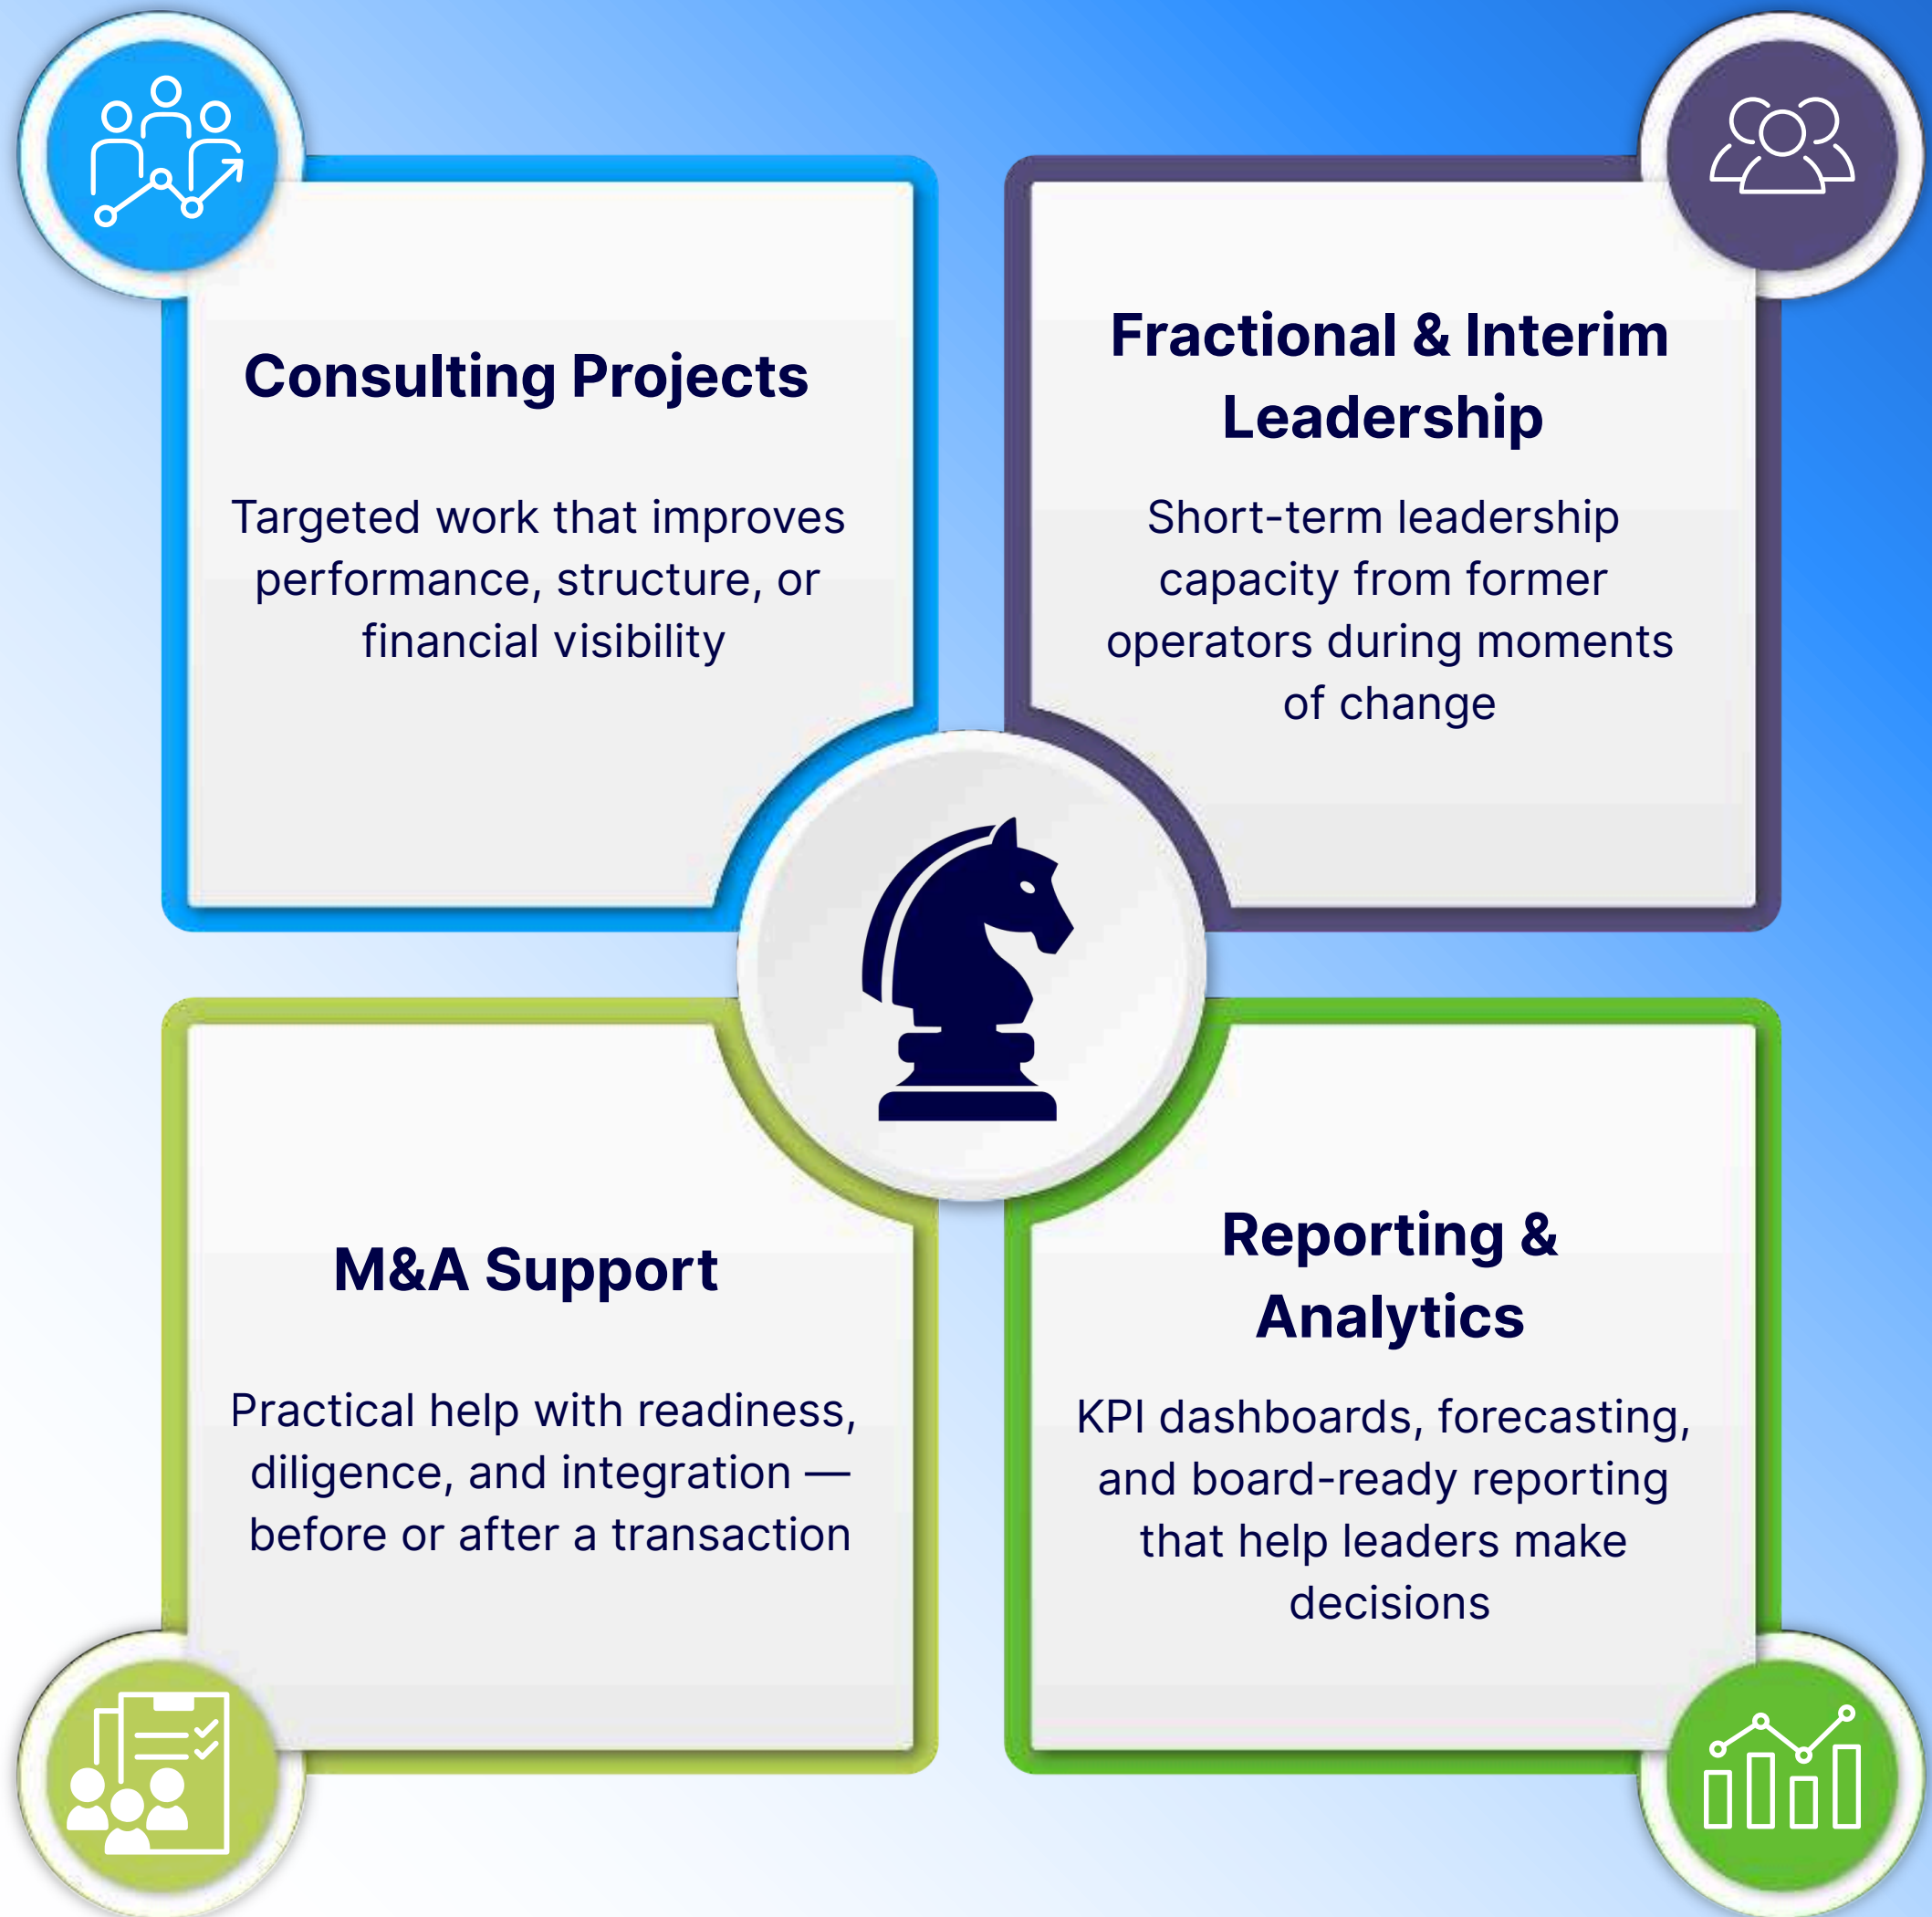 Consulting Projects
Targeted work that improves
performance, structure, or
financial visibility
Fractional & Interim
Leadership
Short-term leadership
capacity from former
operators during moments
of change
M&A Support
Practical help with readiness,
diligence, and integration —
before or after a transaction
Reporting &
Analytics
KPI dashboards, forecasting,
and board-ready reporting
that help leaders make
decisions